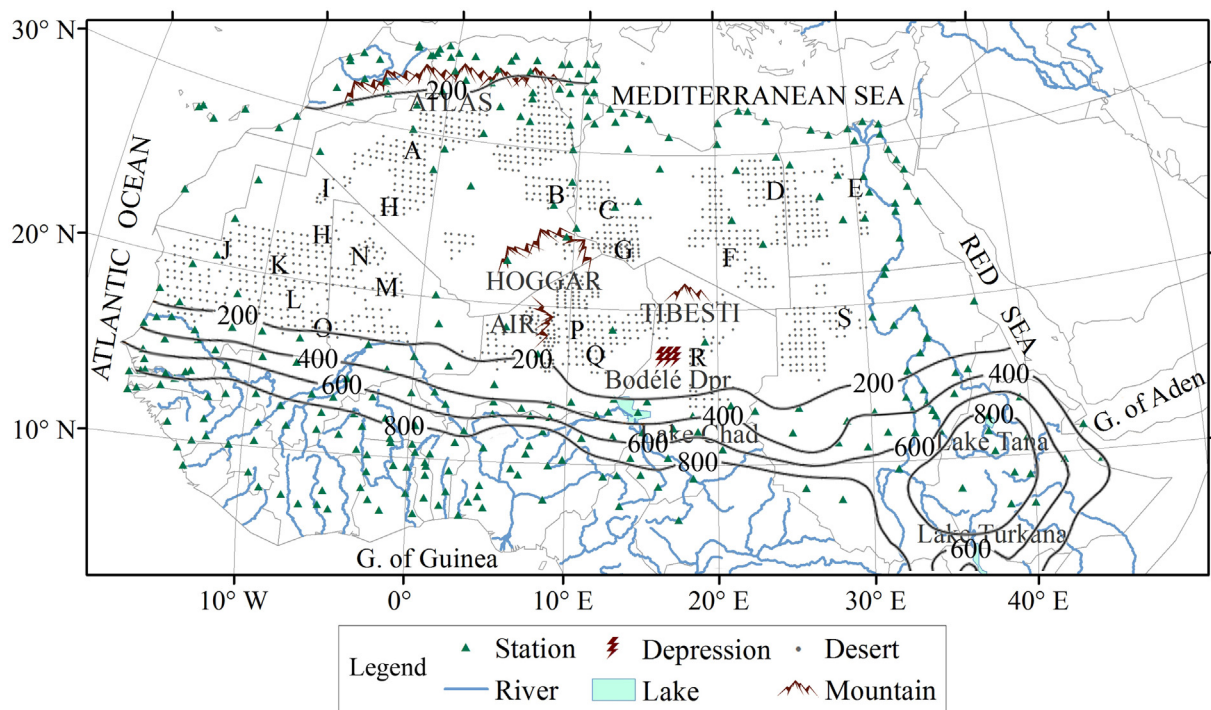 30° N
20° N
10° N
ATLANTIC OCEAN
MEDITERRANEAN SEA
RED SEA
G. of Aden
G. of Guinea
200
ATLAS
A
I
H
B
C
D
E
H
J
K
N
G
F
HOGGAR
L
M
TIBESTI
O
200
AIR
P
S
400
200
Q
R
Bodélé Dpr
200
400
600
400
800
800
600
Lake Chad
600
Lake Tana
800
Lake Turkana
600
10° W
0°
10° E
20° E
30° E
40° E
Legend
Station
Depression
Desert
River
Lake
Mountain